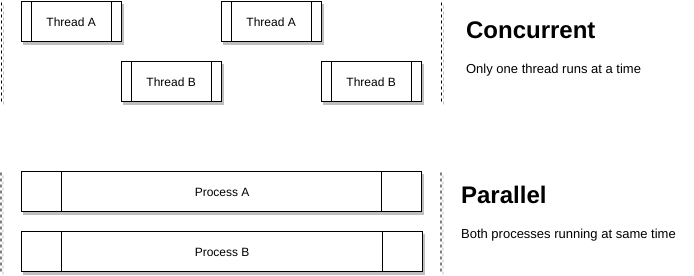 Thread A
Thread A
Concurrent
Only one thread runs at a time
Thread B
Thread B
Process A
Parallel
Both processes running at same time
Process B